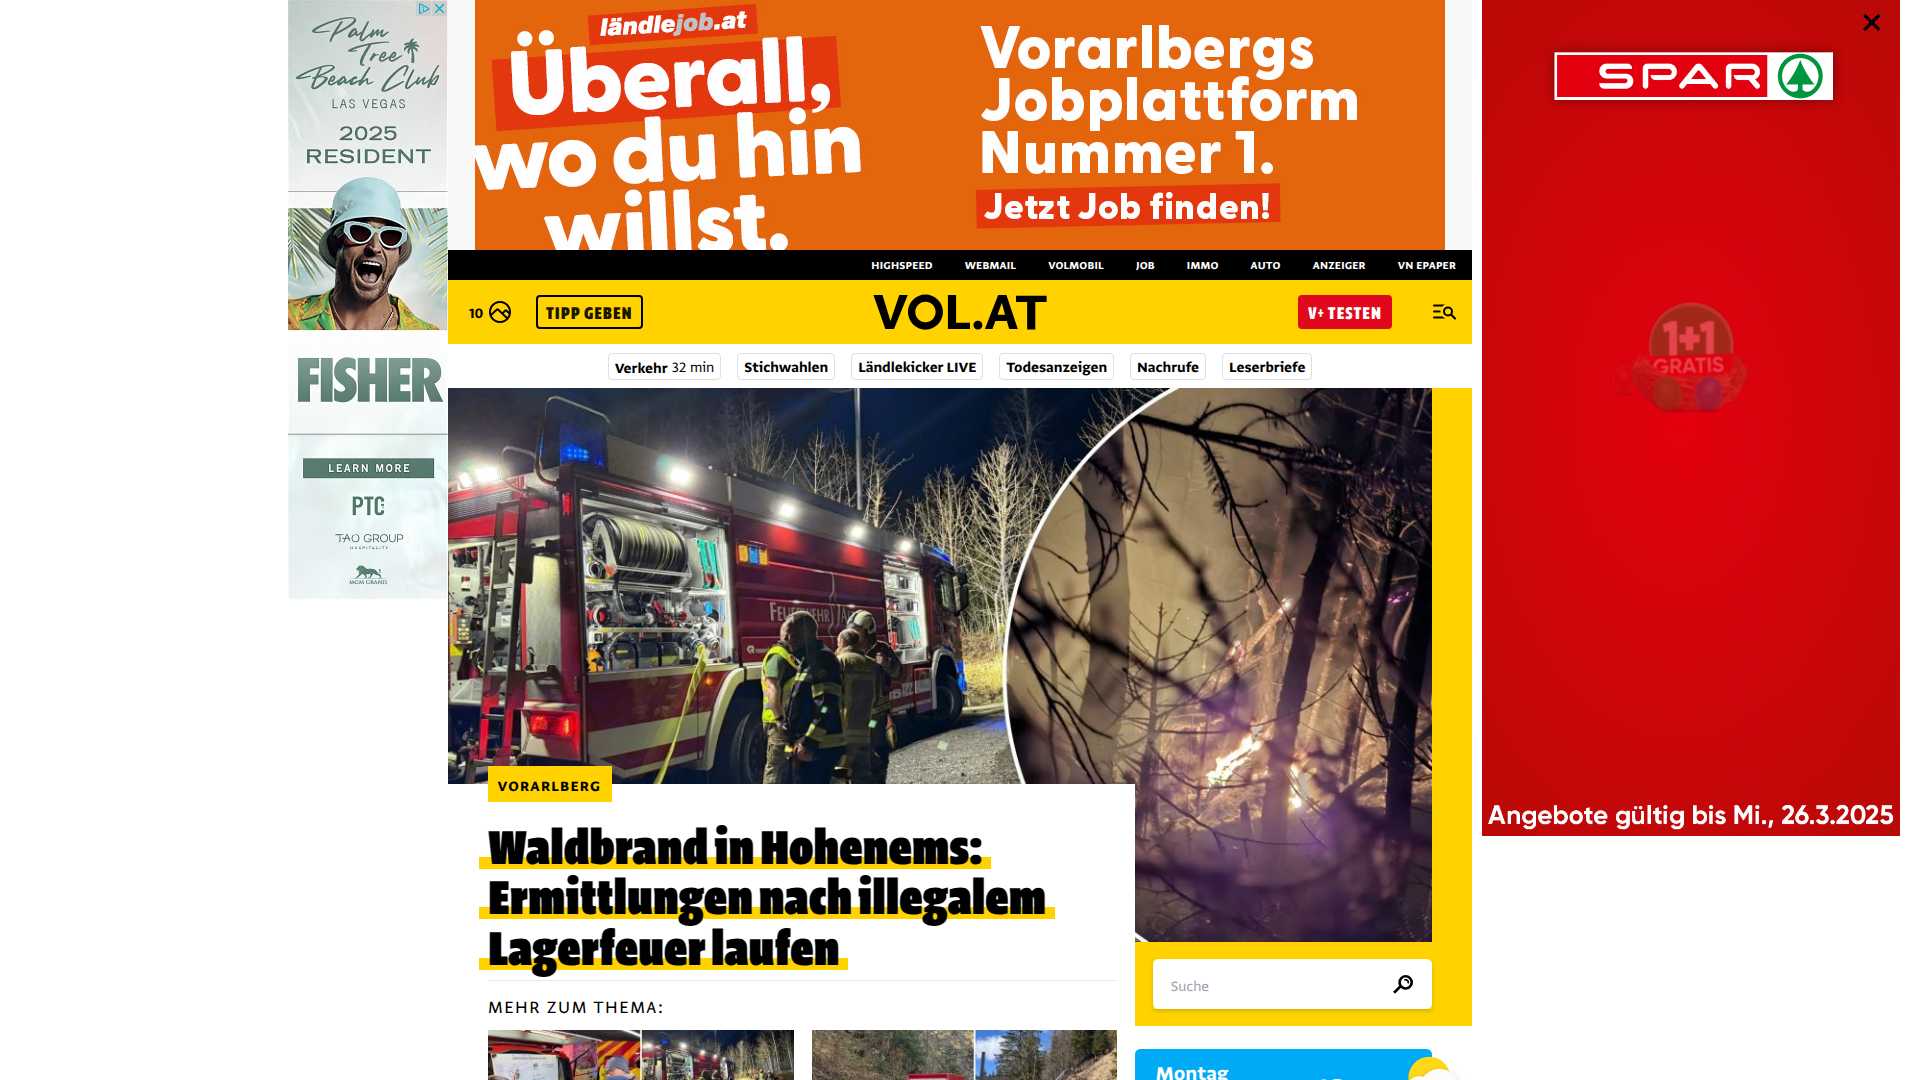 Palm
Tree
Beach Club
LAS VEGAS
2025
RESIDENT
FISHER
LEARN MORE
PTC
TAO GROUP
HOSPITALITY
MGM GRAND
ländlejob.at
Überall,
wo du hin
willst.
Vorarlbergs
Jobplattform
Nummer 1.
Jetzt Job finden!
SPAR
1+1
GRATIS
Angebote gültig bis Mi., 26.3.2025
HIGHSPEED WEBMAIL VOLMOBIL JOB IMMO AUTO ANZEIGER VN EPAPER
10 TIPP GEBEN VOL.AT V+ TESTEN
Verkehr 32 min Stichwahlen Ländlekicker LIVE Todesanzeigen Nachrufe Leserbriefe
FEUERWEHR
VORARLBERG
Waldbrand in Hohenems:
Ermittlungen nach illegalem
Lagerfeuer laufen
MEHR ZUM THEMA:
Suche
Montag